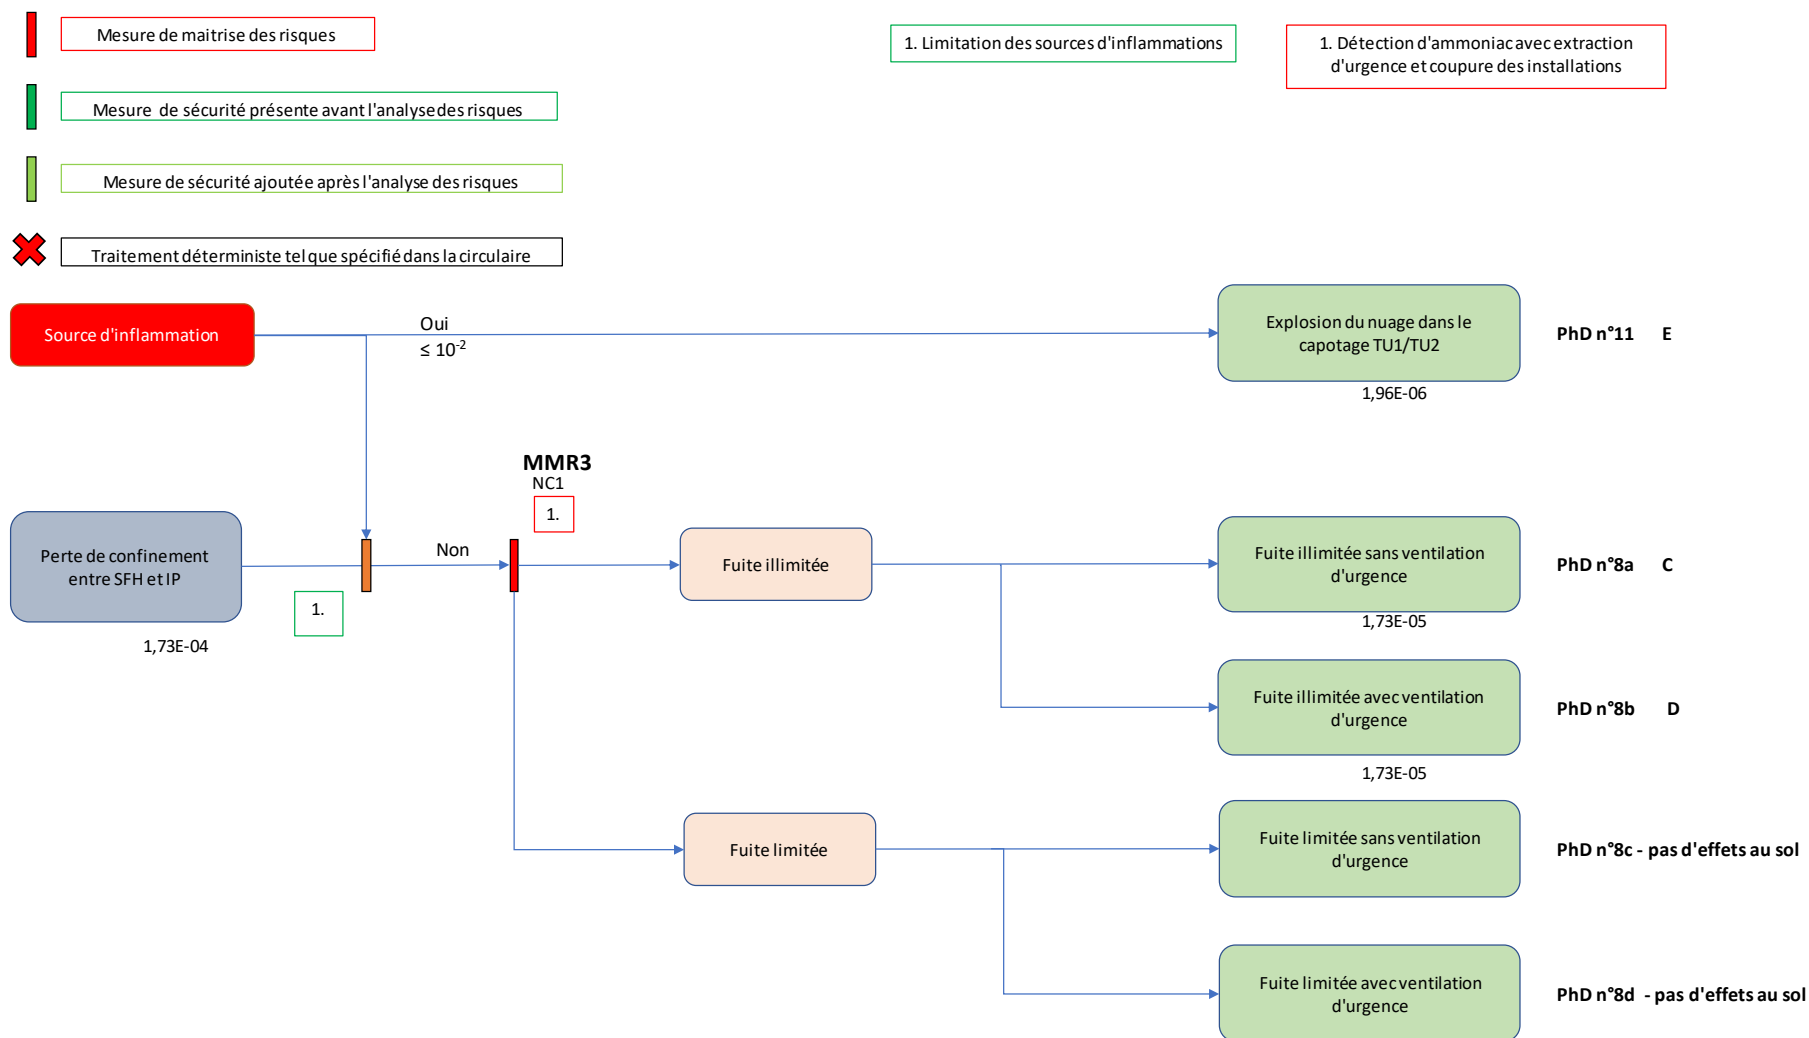 Mesure de maitrise des risques
1. Limitation des sources d'inflammations
1. Détection d'ammoniac avec extraction
d'urgence et coupure des installations
Mesure de sécurité présente avant l'analyse des risques
Mesure de sécurité ajoutée après l'analyse des risques
Traitement déterministe tel que spécifié dans la circulaire
Source d'inflammation
Oui
≤ 10⁻²
Explosion du nuage dans le
capotage TU1/TU2
PhD n°11 E
1,96E-06
MMR3
NC1
1.
Perte de confinement
entre SFH et IP
Non
Fuite illimitée
Fuite illimitée sans ventilation
d'urgence
PhD n°8a C
1.
1,73E-04
1,73E-05
Fuite illimitée avec ventilation
d'urgence
PhD n°8b D
1,73E-05
Fuite limitée
Fuite limitée sans ventilation
d'urgence
PhD n°8c - pas d'effets au sol
Fuite limitée avec ventilation
d'urgence
PhD n°8d - pas d'effets au sol